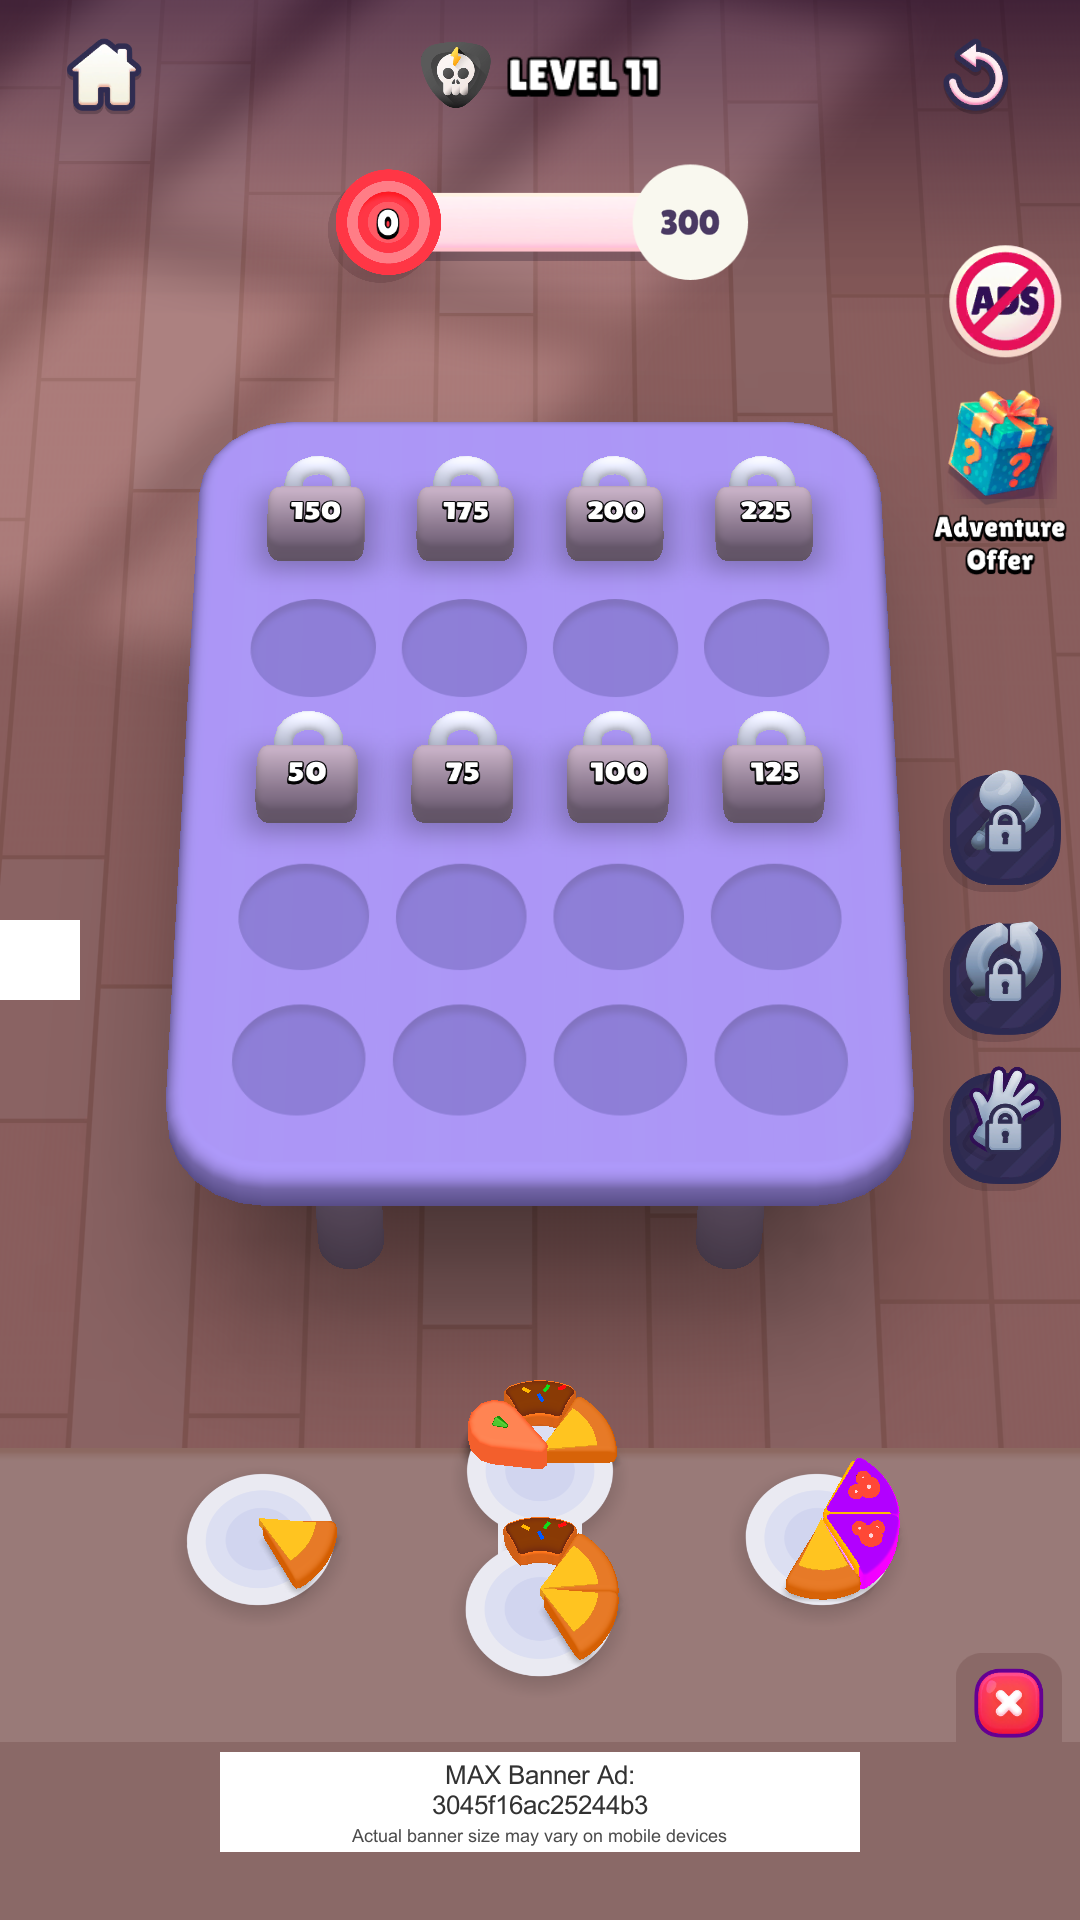 LEVEL 11
0
300
ADS
Adventure
Offer
150
175
200
225
50
75
100
125
MAX Banner Ad:
3045f16ac25244b3
Actual banner size may vary on mobile devices